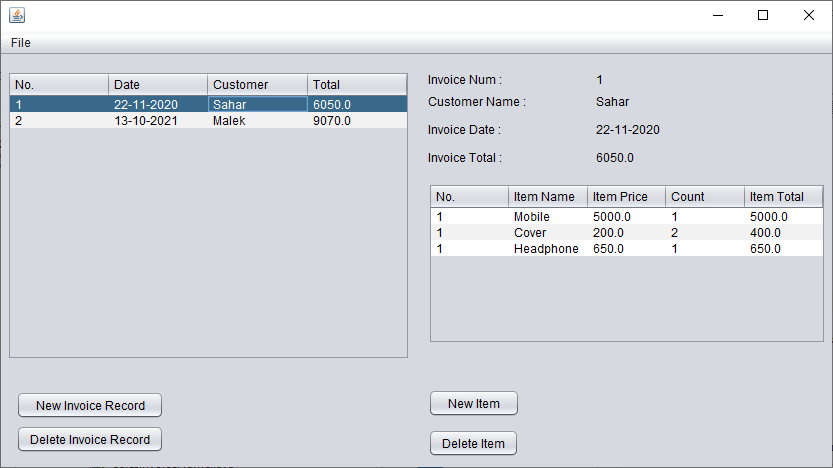 File
No. Date Customer Total
1 22-11-2020 Sahar 6050.0
2 13-10-2021 Malek 9070.0
New Invoice Record
Delete Invoice Record
Invoice Num : 1
Customer Name : Sahar
Invoice Date : 22-11-2020
Invoice Total : 6050.0
No. Item Name Item Price Count Item Total
1 Mobile 5000.0 1 5000.0
1 Cover 200.0 2 400.0
1 Headphone 650.0 1 650.0
New Item
Delete Item